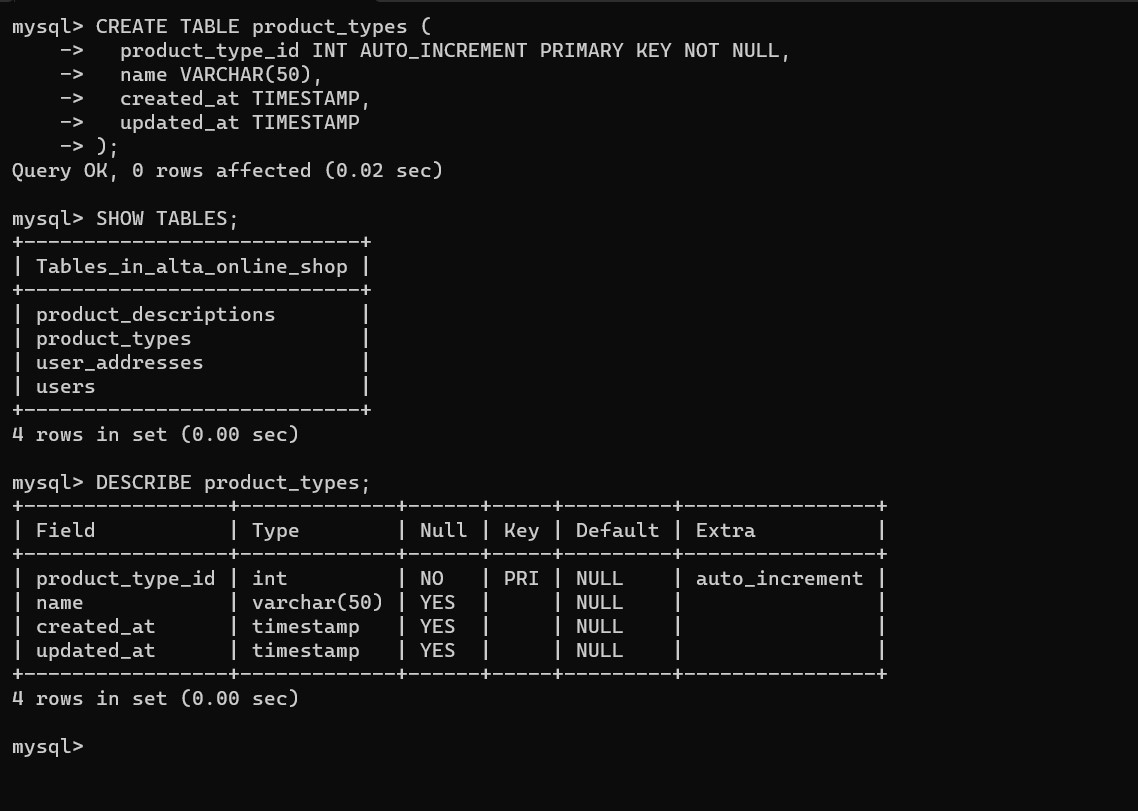 mysql> CREATE TABLE product_types (
    ->   product_type_id INT AUTO_INCREMENT PRIMARY KEY NOT NULL,
    ->   name VARCHAR(50),
    ->   created_at TIMESTAMP,
    ->   updated_at TIMESTAMP
    -> );
Query OK, 0 rows affected (0.02 sec)

mysql> SHOW TABLES;
+----------------------------+
| Tables_in_alta_online_shop |
+----------------------------+
| product_descriptions       |
| product_types              |
| user_addresses             |
| users                      |
+----------------------------+
4 rows in set (0.00 sec)

mysql> DESCRIBE product_types;
+-----------------+-------------+------+-----+---------+----------------+
| Field           | Type        | Null | Key | Default | Extra          |
+-----------------+-------------+------+-----+---------+----------------+
| product_type_id | int         | NO   | PRI | NULL    | auto_increment |
| name            | varchar(50) | YES  |     | NULL    |                |
| created_at      | timestamp   | YES  |     | NULL    |                |
| updated_at      | timestamp   | YES  |     | NULL    |                |
+-----------------+-------------+------+-----+---------+----------------+
4 rows in set (0.00 sec)

mysql>